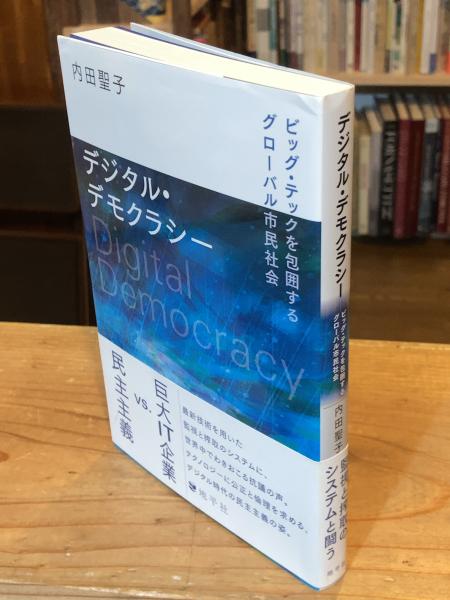 内田聖子
ビッグ・テックを包囲する
グローバル市民社会
デジタル・
デモクラシー
Digital
Democracy
巨大IT企業
vs.
民主主義
最新技術を用いた
監視と搾取のシステムに、
世界中でわきおこる抗議の声。
テクノロジーに公正と倫理を求める、
デジタル時代の民主主義の姿。
地平社
デジタル・デモクラシー
ビッグ・テックを包囲する
グローバル市民社会
内田聖子
監視と搾取の
システムと闘う
地平社